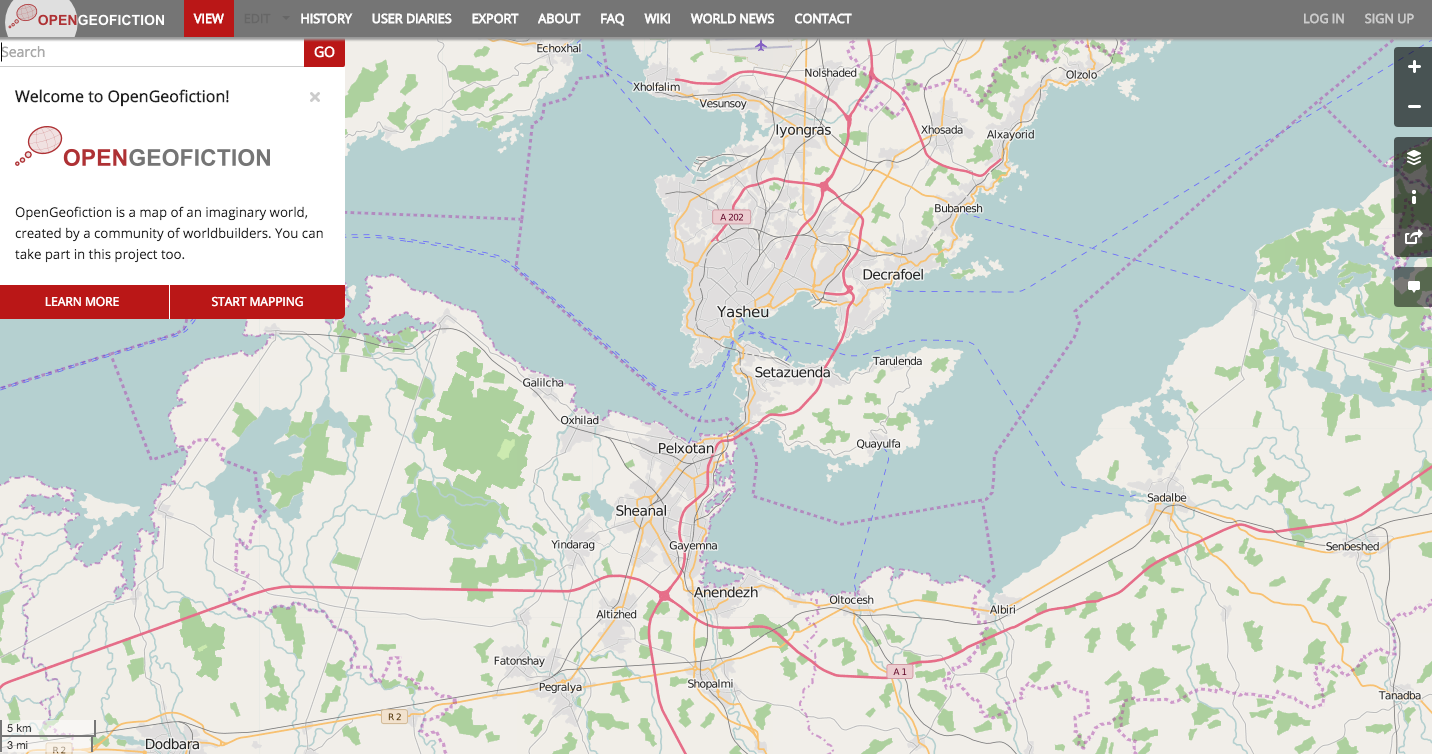 OPENGEOFICTION
VIEW
EDIT
HISTORY
USER DIARIES
EXPORT
ABOUT
FAQ
WIKI
WORLD NEWS
CONTACT
LOG IN
SIGN UP
Search
GO
Welcome to OpenGeofiction!
×
OPENGEOFICTION
OpenGeofiction is a map of an imaginary world,
created by a community of worldbuilders. You can
take part in this project too.
LEARN MORE
START MAPPING
Echoxhal
Nolshaded
Olzolo
Xholfalim
Vesunsoy
Iyongras
Xhosada
Alxayorid
Bubanesh
A 202
Decrafoel
Yasheu
Tarulenda
Setazuenda
Galilcha
Oxhilad
Quayulfa
Pelxotan
Sadalbe
Sheanal
Yindarag
Gayemna
Senbeshed
Anendezh
Oltocesh
Altizhed
Albiri
Fatonshay
A 1
Pegralya
Shopalmi
Tanadba
R 2
5 km
3 mi
R 2
Dodbara